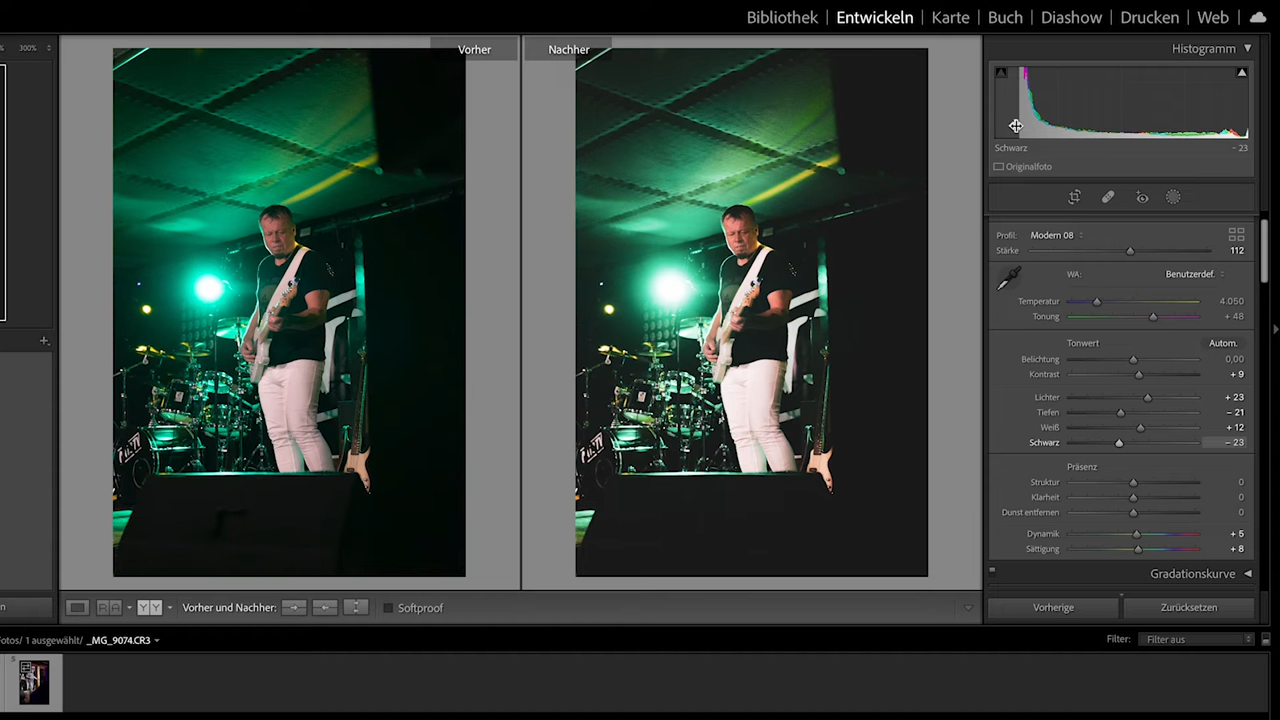 Bibliothek | Entwickeln | Karte | Buch | Diashow | Drucken | Web
% 300%
Vorher
Nachher
Histogramm
Schwarz - 23
Originalfoto
Profil: Modern 08
Stärke 112
WA: Benutzerdef.
Temperatur 4.050
Tonung + 48
Tonwert Autom.
Belichtung 0,00
Kontrast + 9
Lichter + 23
Tiefen - 21
Weiß + 12
Schwarz - 23
Präsenz
Struktur 0
Klarheit 0
Dunst entfernen 0
Dynamik + 5
Sättigung + 8
Gradationskurve
n
R A Y Y Vorher und Nachher: Softproof
Vorherige Zurücksetzen
Fotos/ 1 ausgewählt/ _MG_9074.CR3
Filter: Filter aus
5